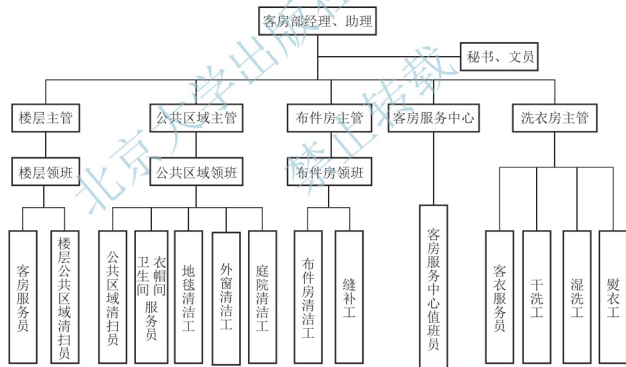 客房部经理、助理
秘书、文员
楼层主管
公共区域主管
布件房主管
客房服务中心
洗衣房主管
楼层领班
公共区域领班
布件房领班
客房服务员
楼层公共区域清扫员
公共区域清扫员
衣帽间
卫生间
服务员
地毯清洁工
外窗清洁工
庭院清洁工
布件房清洁工
缝补工
客房服务中心值班员
客衣服务员
干洗工
湿洗工
熨衣工
北京大学出版社
禁止转载